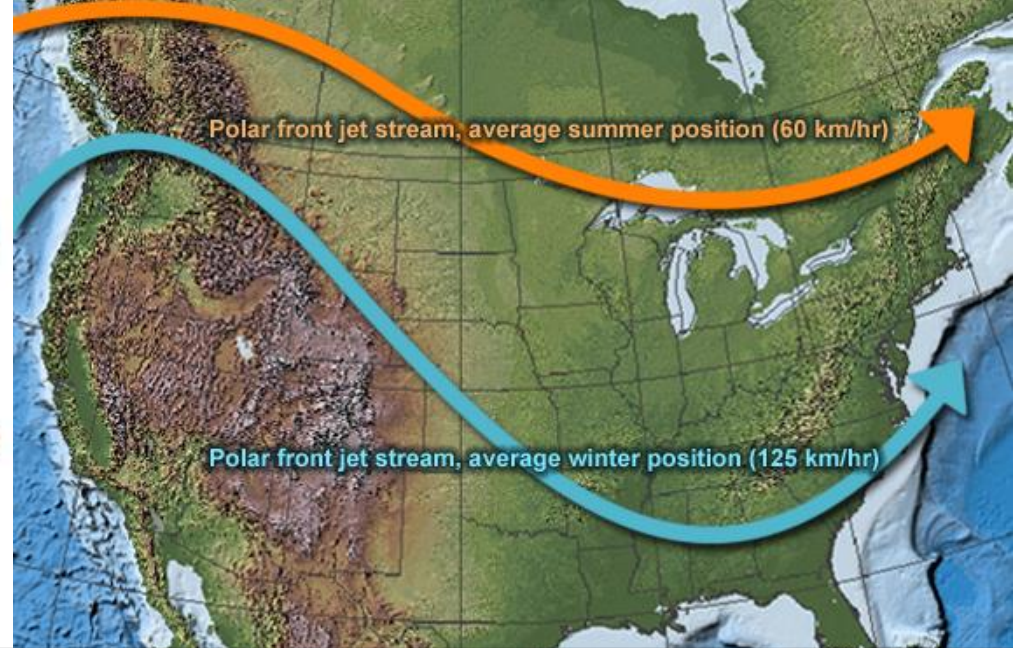 Polar front jet stream, average summer position (60 km/hr)
Polar front jet stream, average winter position (125 km/hr)